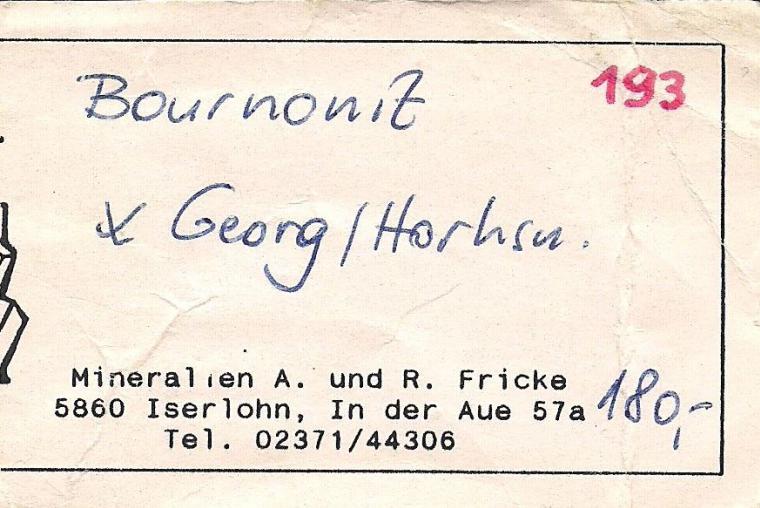 Bournonit
193
x Georg/Horhsn.
Mineralien A. und R. Fricke
5860 Iserlohn, In der Aue 57a
180,-
Tel. 02371/44306